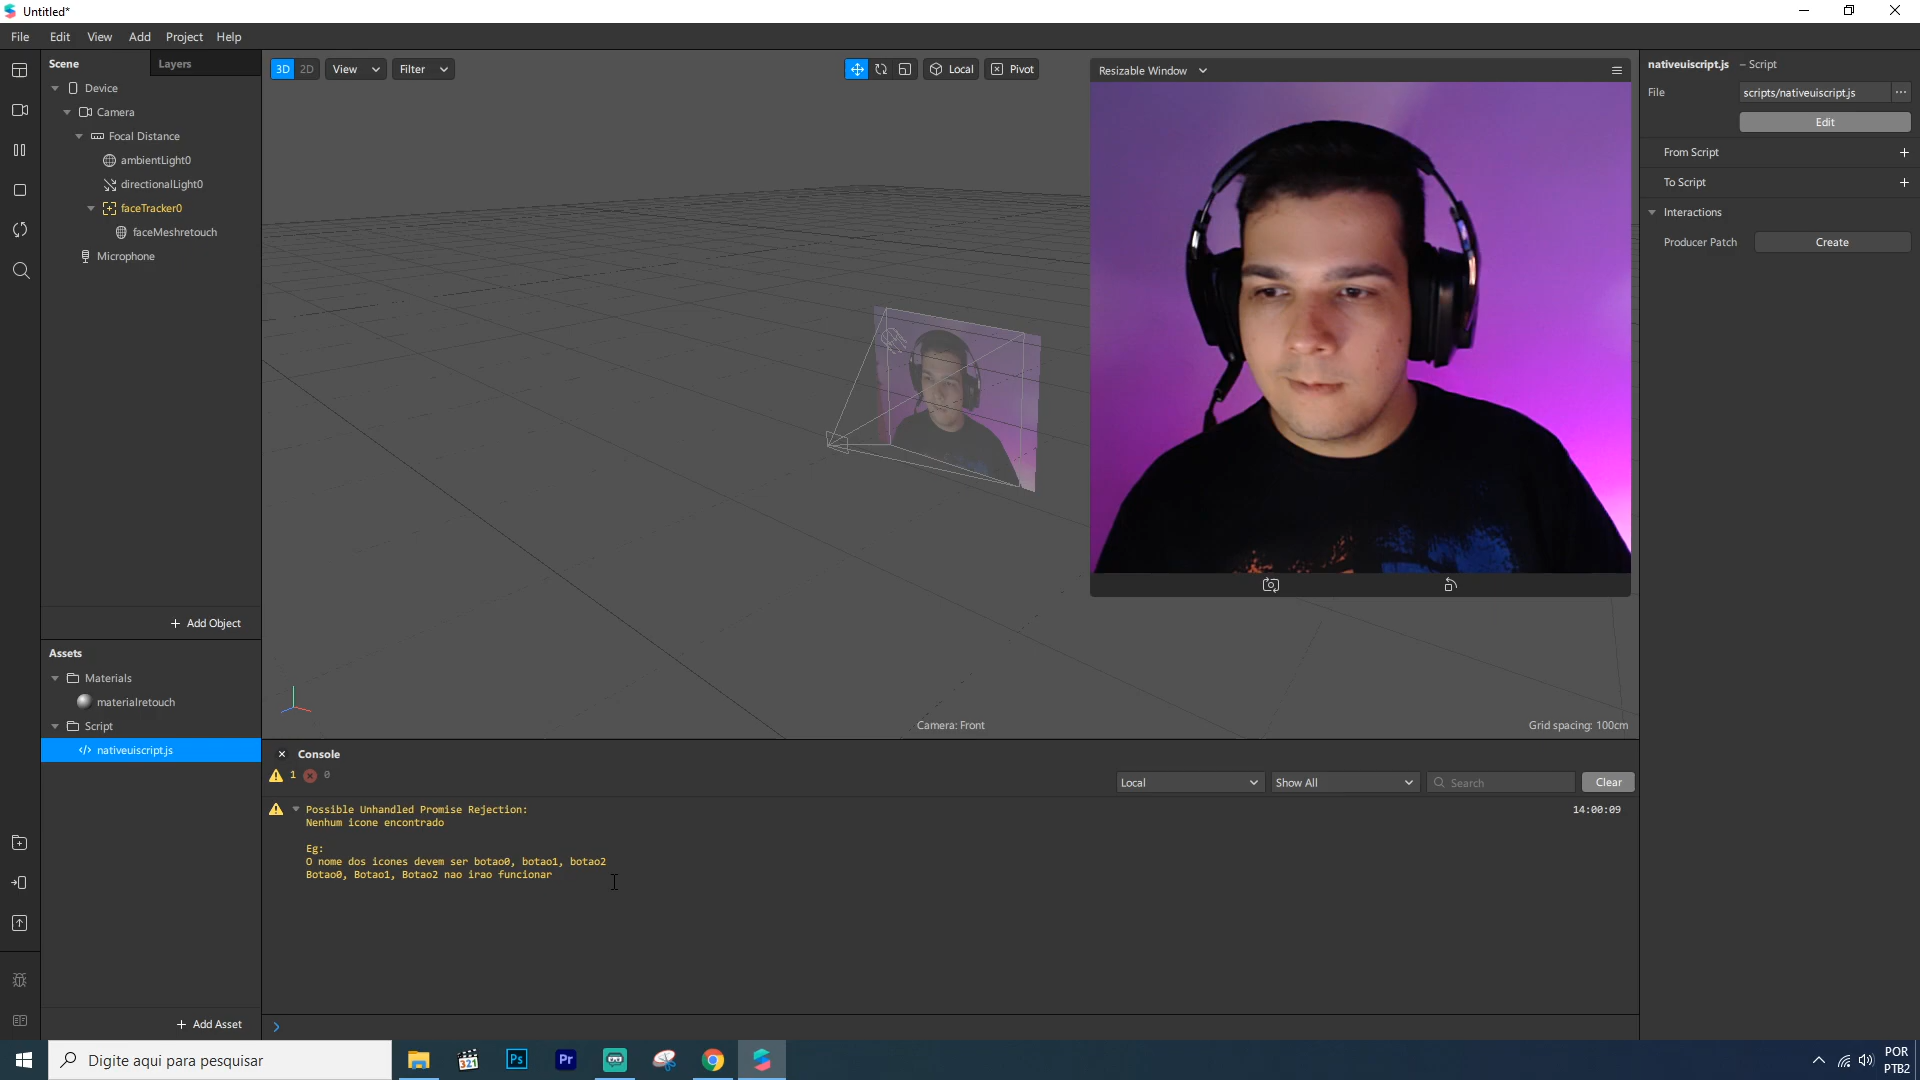 Untitled*
File Edit View Add Project Help
Scene Layers
Device
Camera
Focal Distance
ambientLight0
directionalLight0
faceTracker0
faceMeshretouch
Microphone
+ Add Object
Assets
Materials
materialretouch
Script
</> nativeuiscript.js
+ Add Asset
3D 2D View Filter Local Pivot
Resizable Window
Camera: Front
Grid spacing: 100cm
Console
1 0
Local Show All Search Clear
Possible Unhandled Promise Rejection: 14:00:09
Nenhum icone encontrado
Eg:
O nome dos icones devem ser botao0, botao1, botao2
Botao0, Botao1, Botao2 nao irao funcionar
nativeuiscript.js – Script
File scripts/nativeuiscript.js ...
Edit
From Script +
To Script +
Interactions
Producer Patch Create
Digite aqui para pesquisar
321
Ps
Pr
POR
PTB2